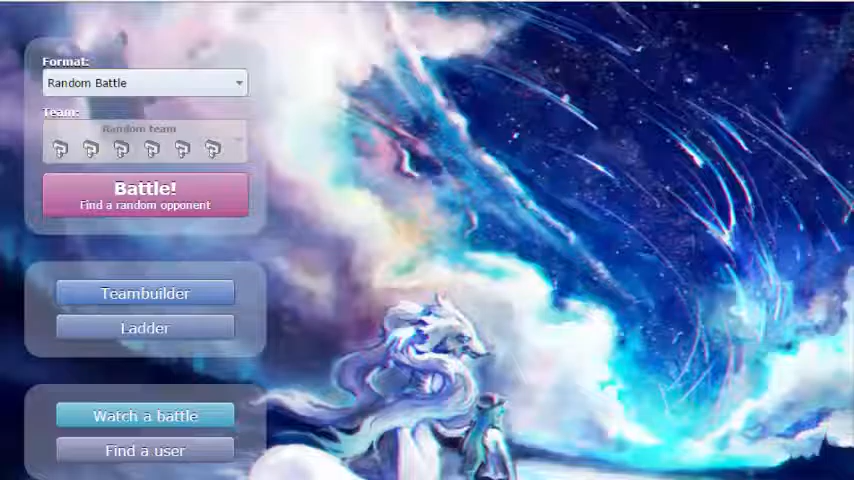 Format:
Random Battle
Team:
Random team
Battle!
Find a random opponent
Teambuilder
Ladder
Watch a battle
Find a user